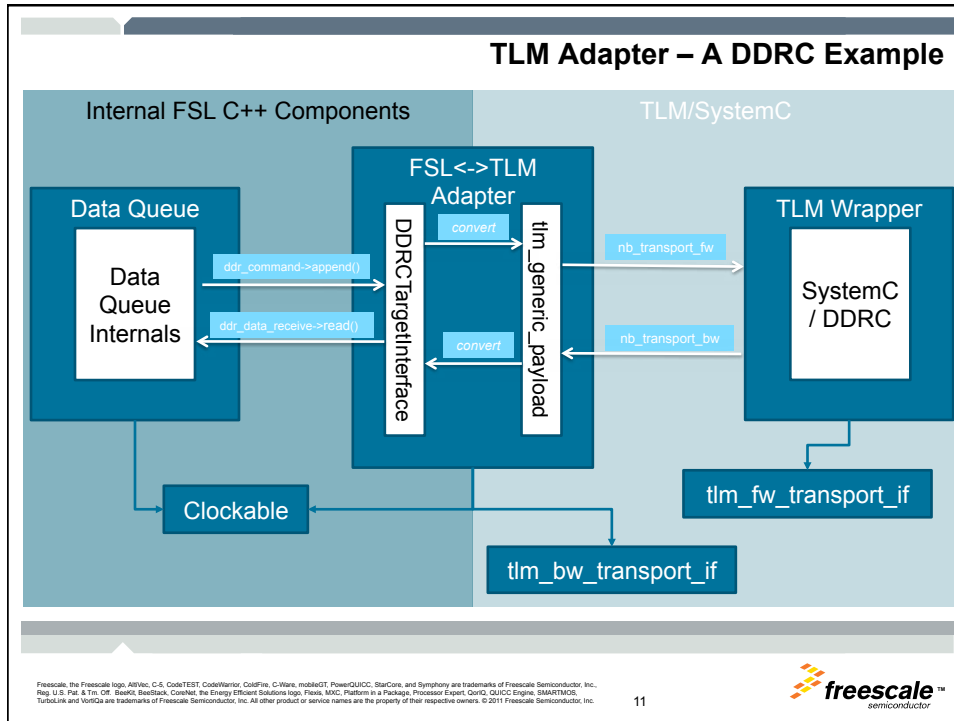 TLM Adapter – A DDRC Example
Internal FSL C++ Components
TLM/SystemC
FSL<->TLM
Adapter
Data Queue
TLM Wrapper
Data
Queue
Internals
ddr_command->append()
ddr_data_receive->read()
DDRCTargetInterface
convert
convert
tlm_generic_payload
nb_transport_fw
nb_transport_bw
SystemC
/ DDRC
Clockable
tlm_fw_transport_if
tlm_bw_transport_if
Freescale, the Freescale logo, AltiVec, C-5, CodeTEST, CodeWarrior, ColdFire, C-Ware, mobileGT, PowerQUICC, StarCore, and Symphony are trademarks of Freescale Semiconductor, Inc.,
Reg. U.S. Pat. & Tm. Off. BeeKit, BeeStack, CoreNet, the Energy Efficient Solutions logo, Flexis, MXC, Platform in a Package, Processor Expert, QorIQ, QUICC Engine, SMARTMOS,
TurboLink and VortiQa are trademarks of Freescale Semiconductor, Inc. All other product or service names are the property of their respective owners. © 2011 Freescale Semiconductor, Inc.
11
freescale ™
semiconductor